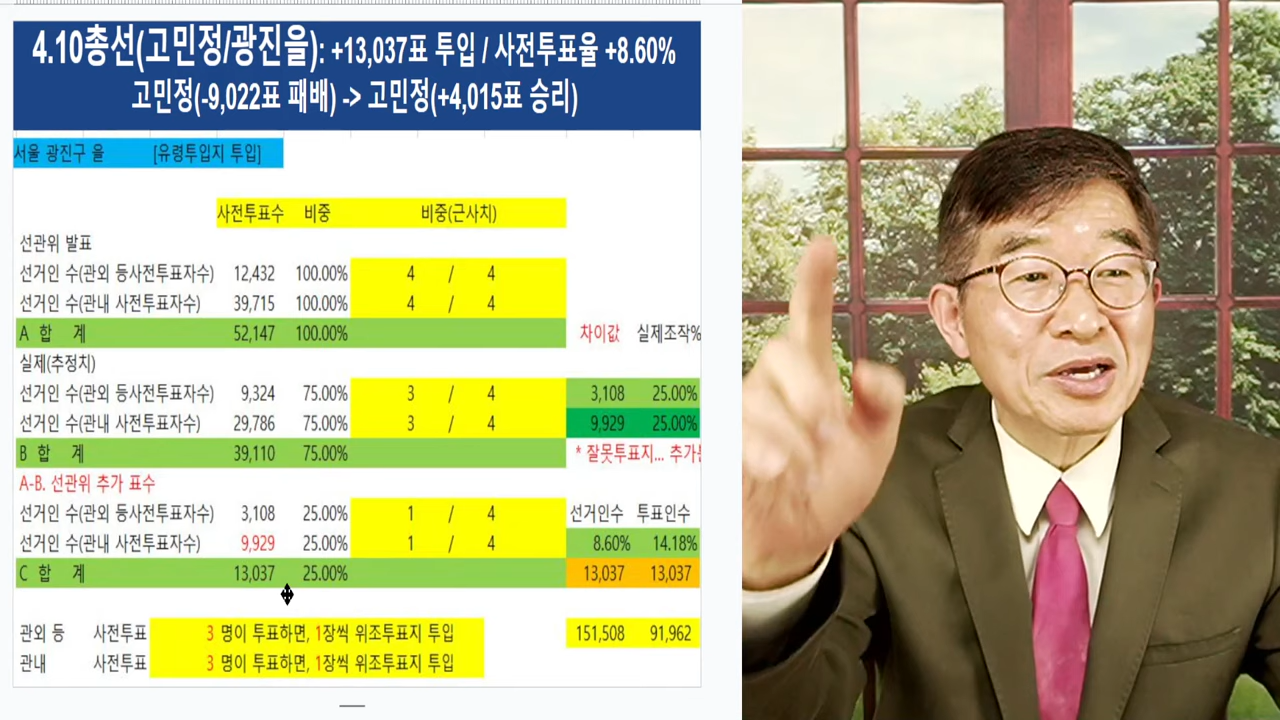 4.10총선(고민정/광진을): +13,037표 투입 / 사전투표율 +8.60%
고민정(-9,022표 패배) -> 고민정(+4,015표 승리)
서울 광진구 을 [유령투입지 투입]
사전투표수 비중 비중(근사치)
선관위 발표
선거인 수(관외 등사전투표자수) 12,432 100.00% 4 / 4
선거인 수(관내 사전투표자수) 39,715 100.00% 4 / 4
A 합 계 52,147 100.00% 차이값 실제조작%
실제(추정치)
선거인 수(관외 등사전투표자수) 9,324 75.00% 3 / 4 3,108 25.00%
선거인 수(관내 사전투표자수) 29,786 75.00% 3 / 4 9,929 25.00%
B 합 계 39,110 75.00% * 잘못투표지... 추가
A-B. 선관위 추가 표수
선거인 수(관외 등사전투표자수) 3,108 25.00% 1 / 4 선거인수 투표인수
선거인 수(관내 사전투표자수) 9,929 25.00% 1 / 4 8.60% 14.18%
C 합 계 13,037 25.00% 13,037 13,037
관외 등 사전투표 3 명이 투표하면, 1장씩 위조투표지 투입 151,508 91,962
관내 사전투표 3 명이 투표하면, 1장씩 위조투표지 투입